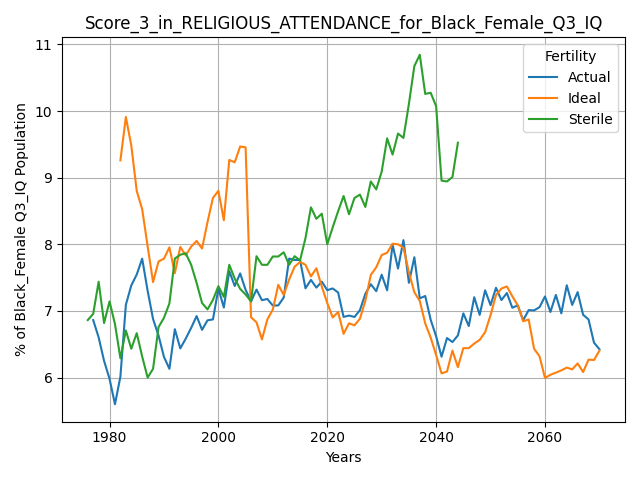 Score_3_in_RELIGIOUS_ATTENDANCE_for_Black_Female_Q3_IQ
Fertility
Actual
Ideal
Sterile
% of Black_Female Q3_IQ Population
11
10
9
8
7
6
1980
2000
2020
2040
2060
Years